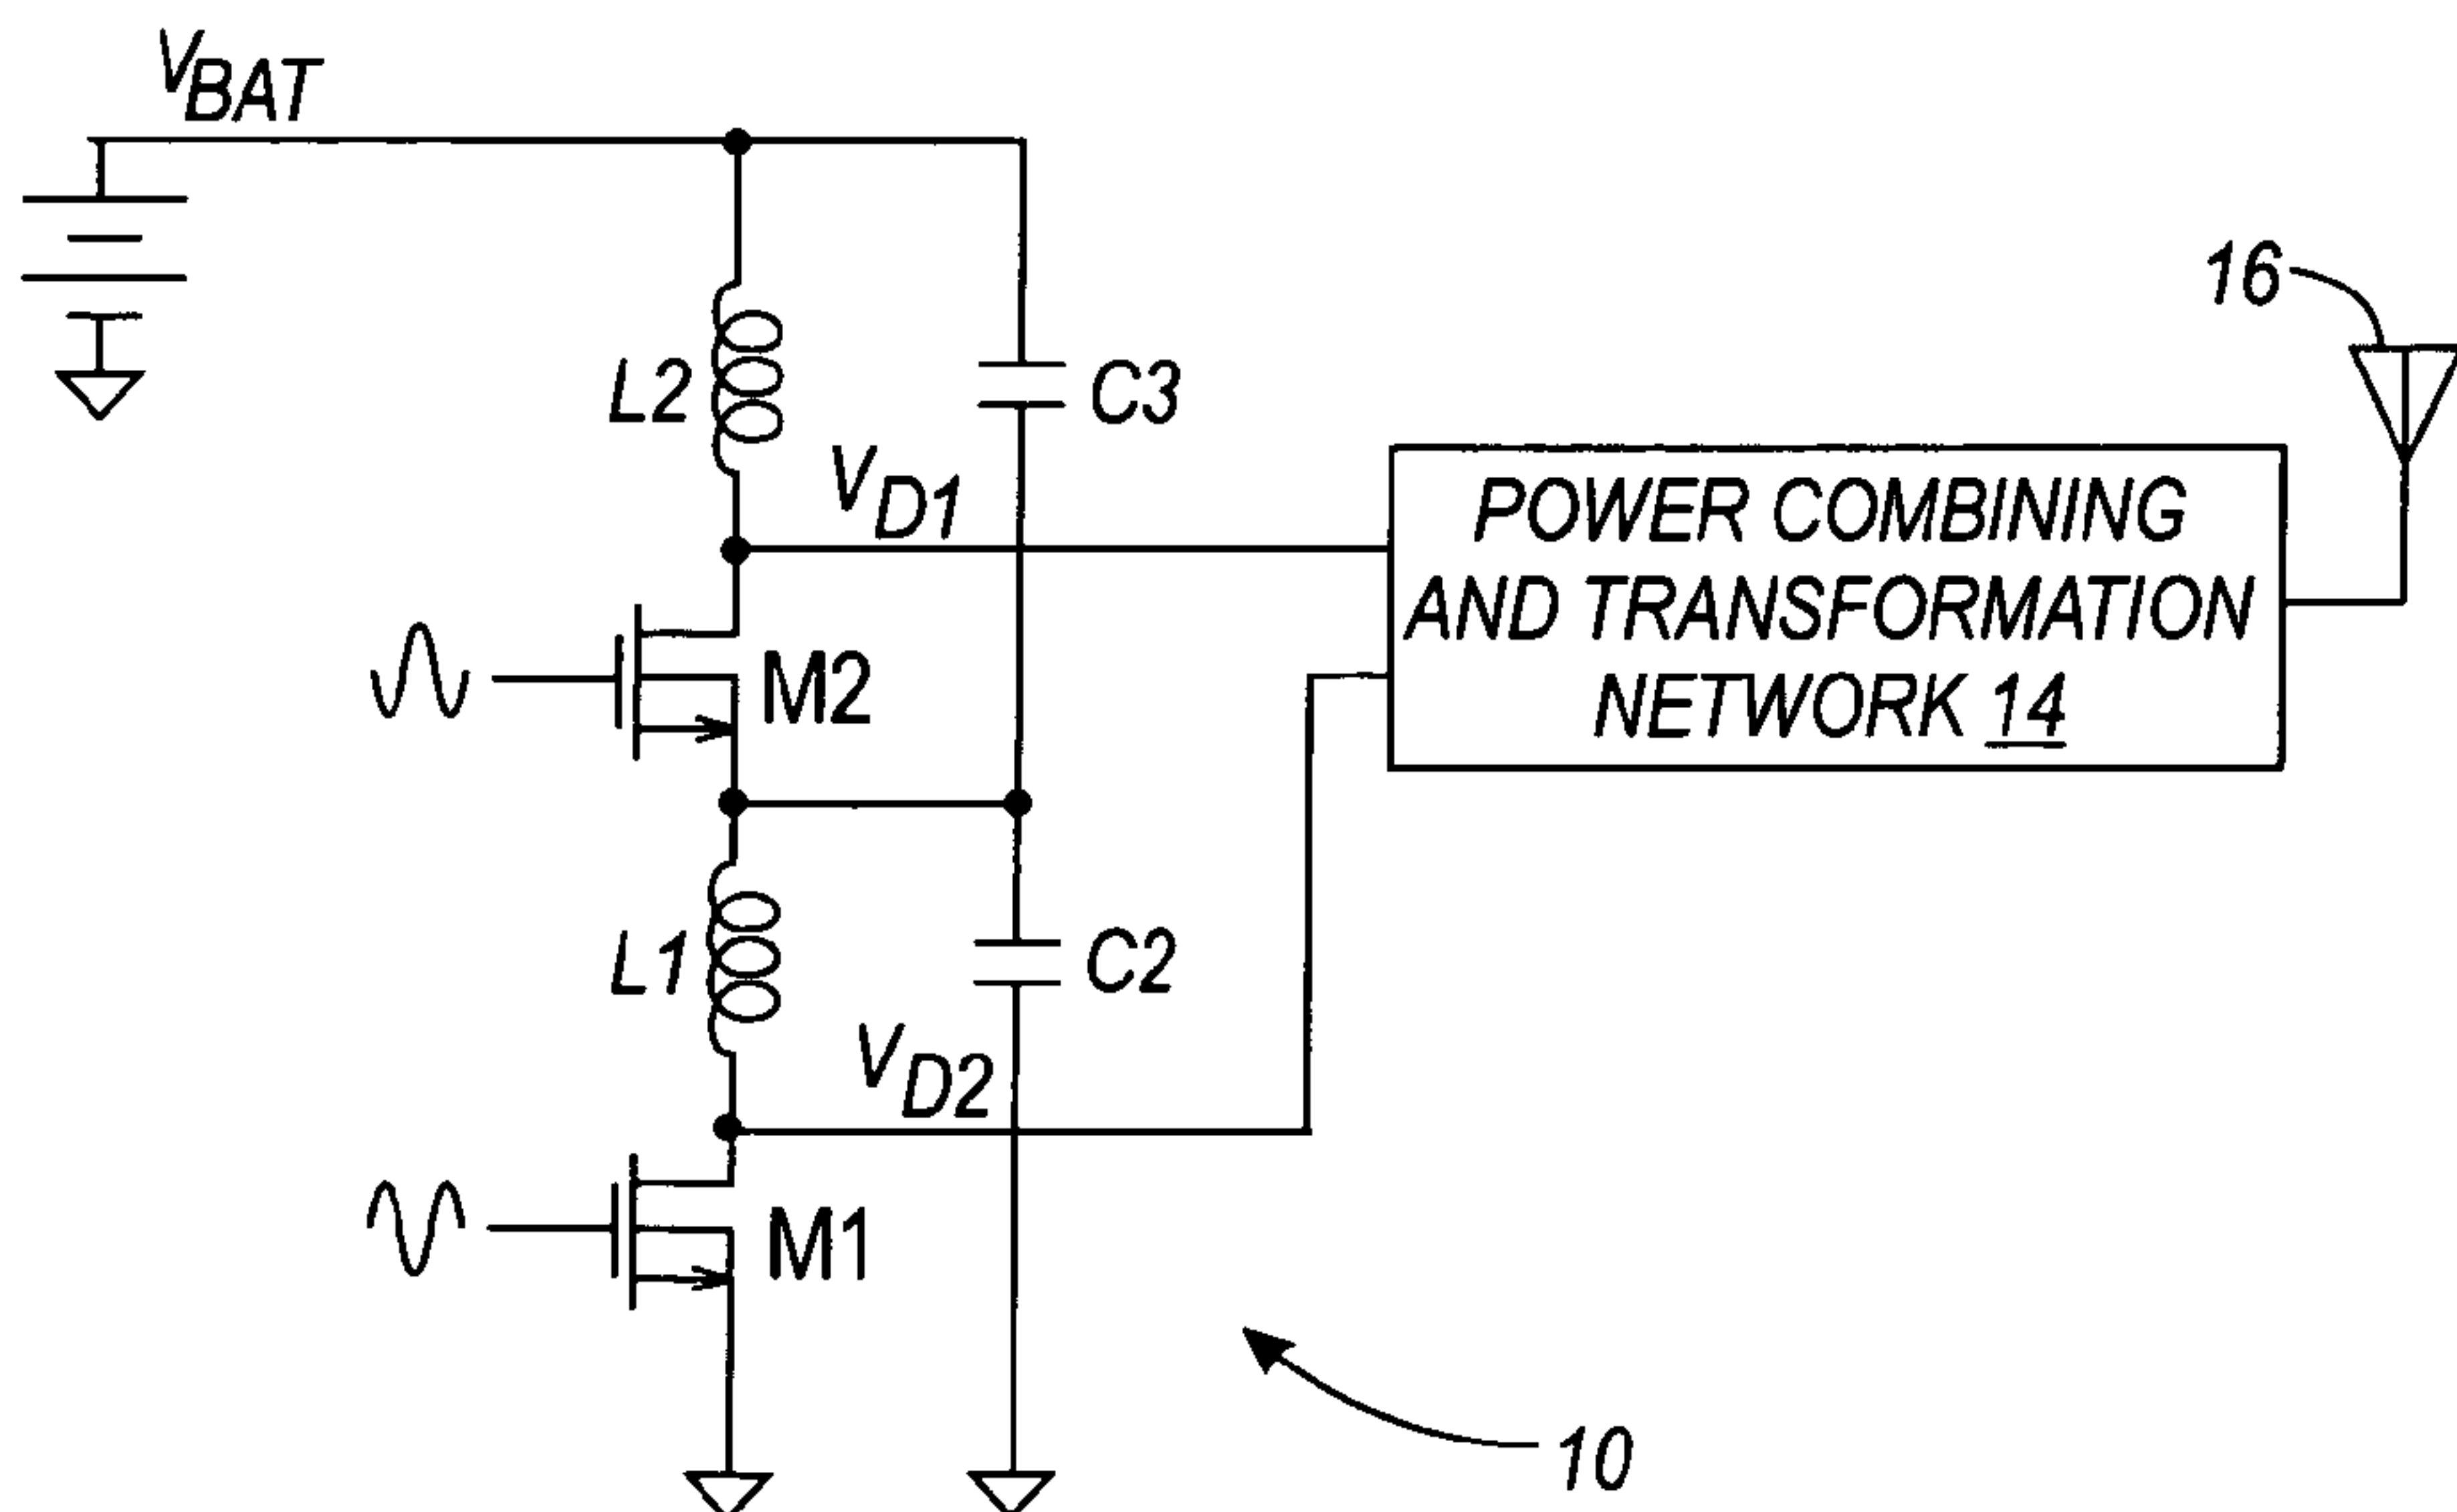 VBAT
16
L2
C3
VD1
POWER COMBINING
AND TRANSFORMATION
NETWORK 14
M2
L1
C2
VD2
M1
10